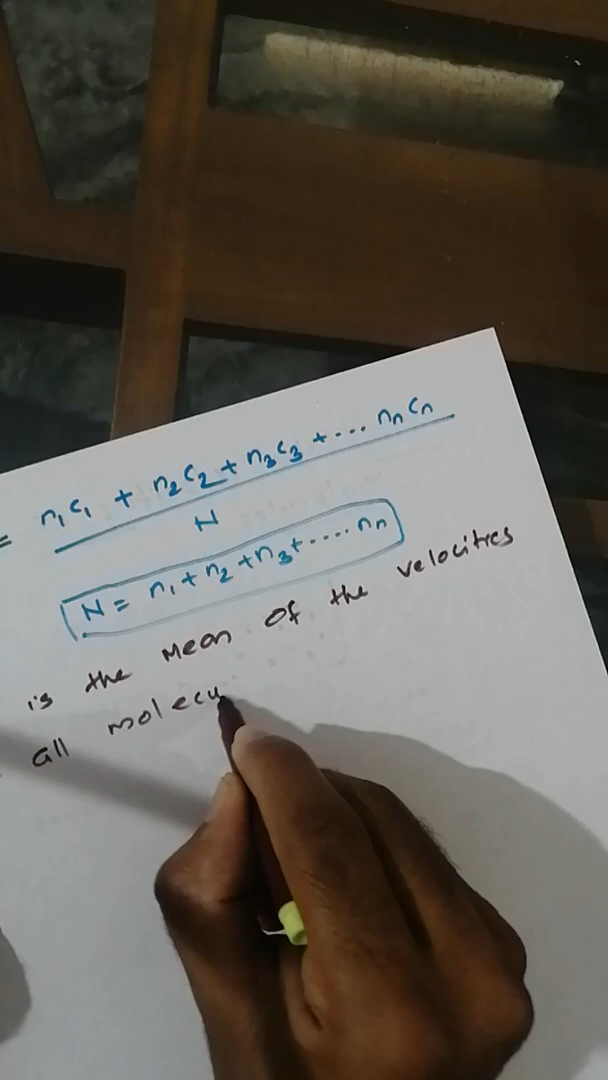 = n₁c₁ + n₂c₂ + n₃c₃ + .... nₙcₙ
N
N = n₁ + n₂ + n₃ + ..... nₙ
is the mean of the velocities
all molecu